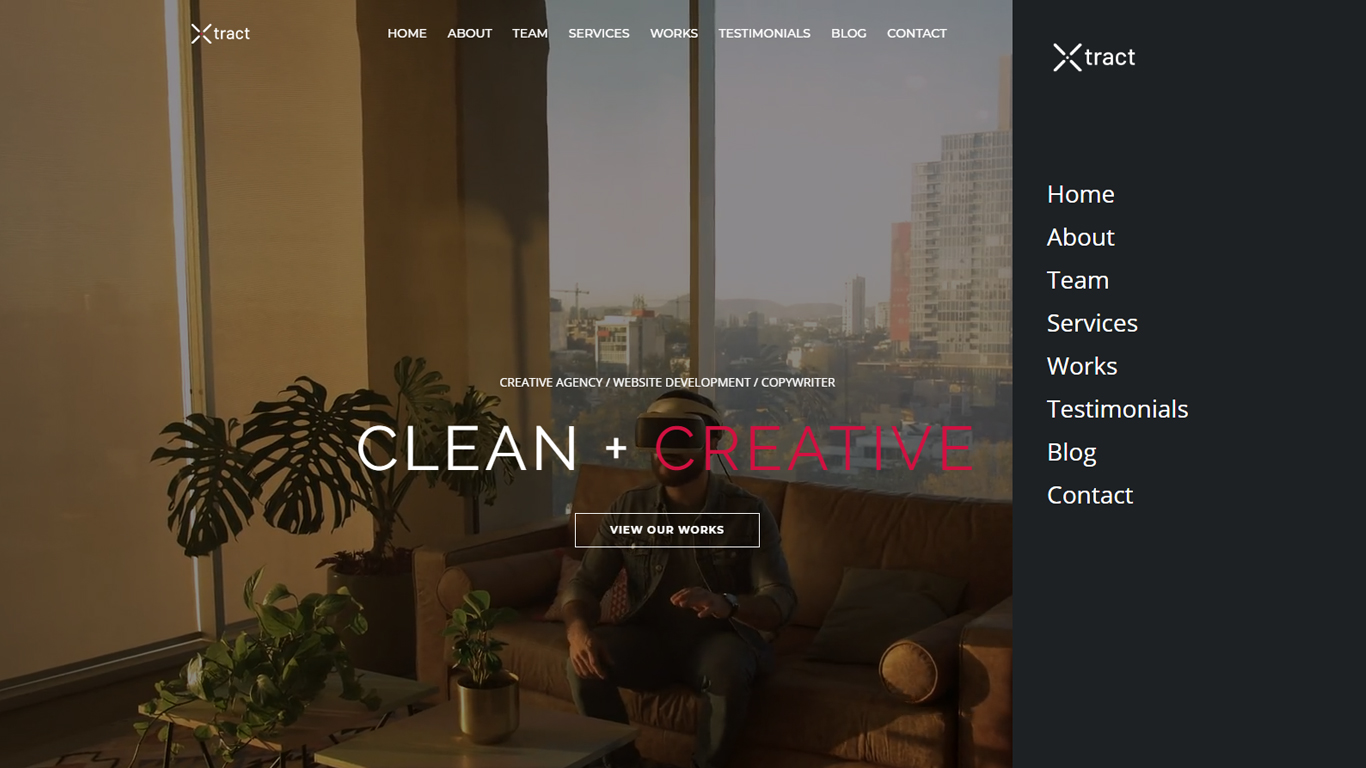 Xtract
HOME ABOUT TEAM SERVICES WORKS TESTIMONIALS BLOG CONTACT
CREATIVE AGENCY / WEBSITE DEVELOPMENT / COPYWRITER
CLEAN + CREATIVE
VIEW OUR WORKS
Xtract
Home
About
Team
Services
Works
Testimonials
Blog
Contact